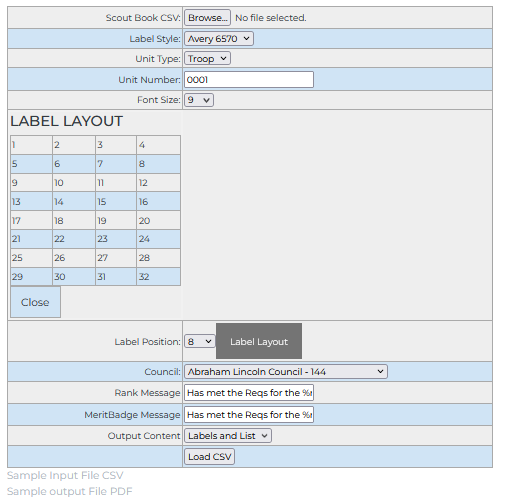 Scout Book CSV: Browse... No file selected.
Label Style: Avery 6570
Unit Type: Troop
Unit Number: 0001
Font Size: 9
LABEL LAYOUT
1 2 3 4
5 6 7 8
9 10 11 12
13 14 15 16
17 18 19 20
21 22 23 24
25 26 27 28
29 30 31 32
Close
Label Position: 8 Label Layout
Council: Abraham Lincoln Council - 144
Rank Message Has met the Reqs for the
MeritBadge Message Has met the Reqs for the
Output Content Labels and List
Load CSV
Sample Input File CSV
Sample output File PDF